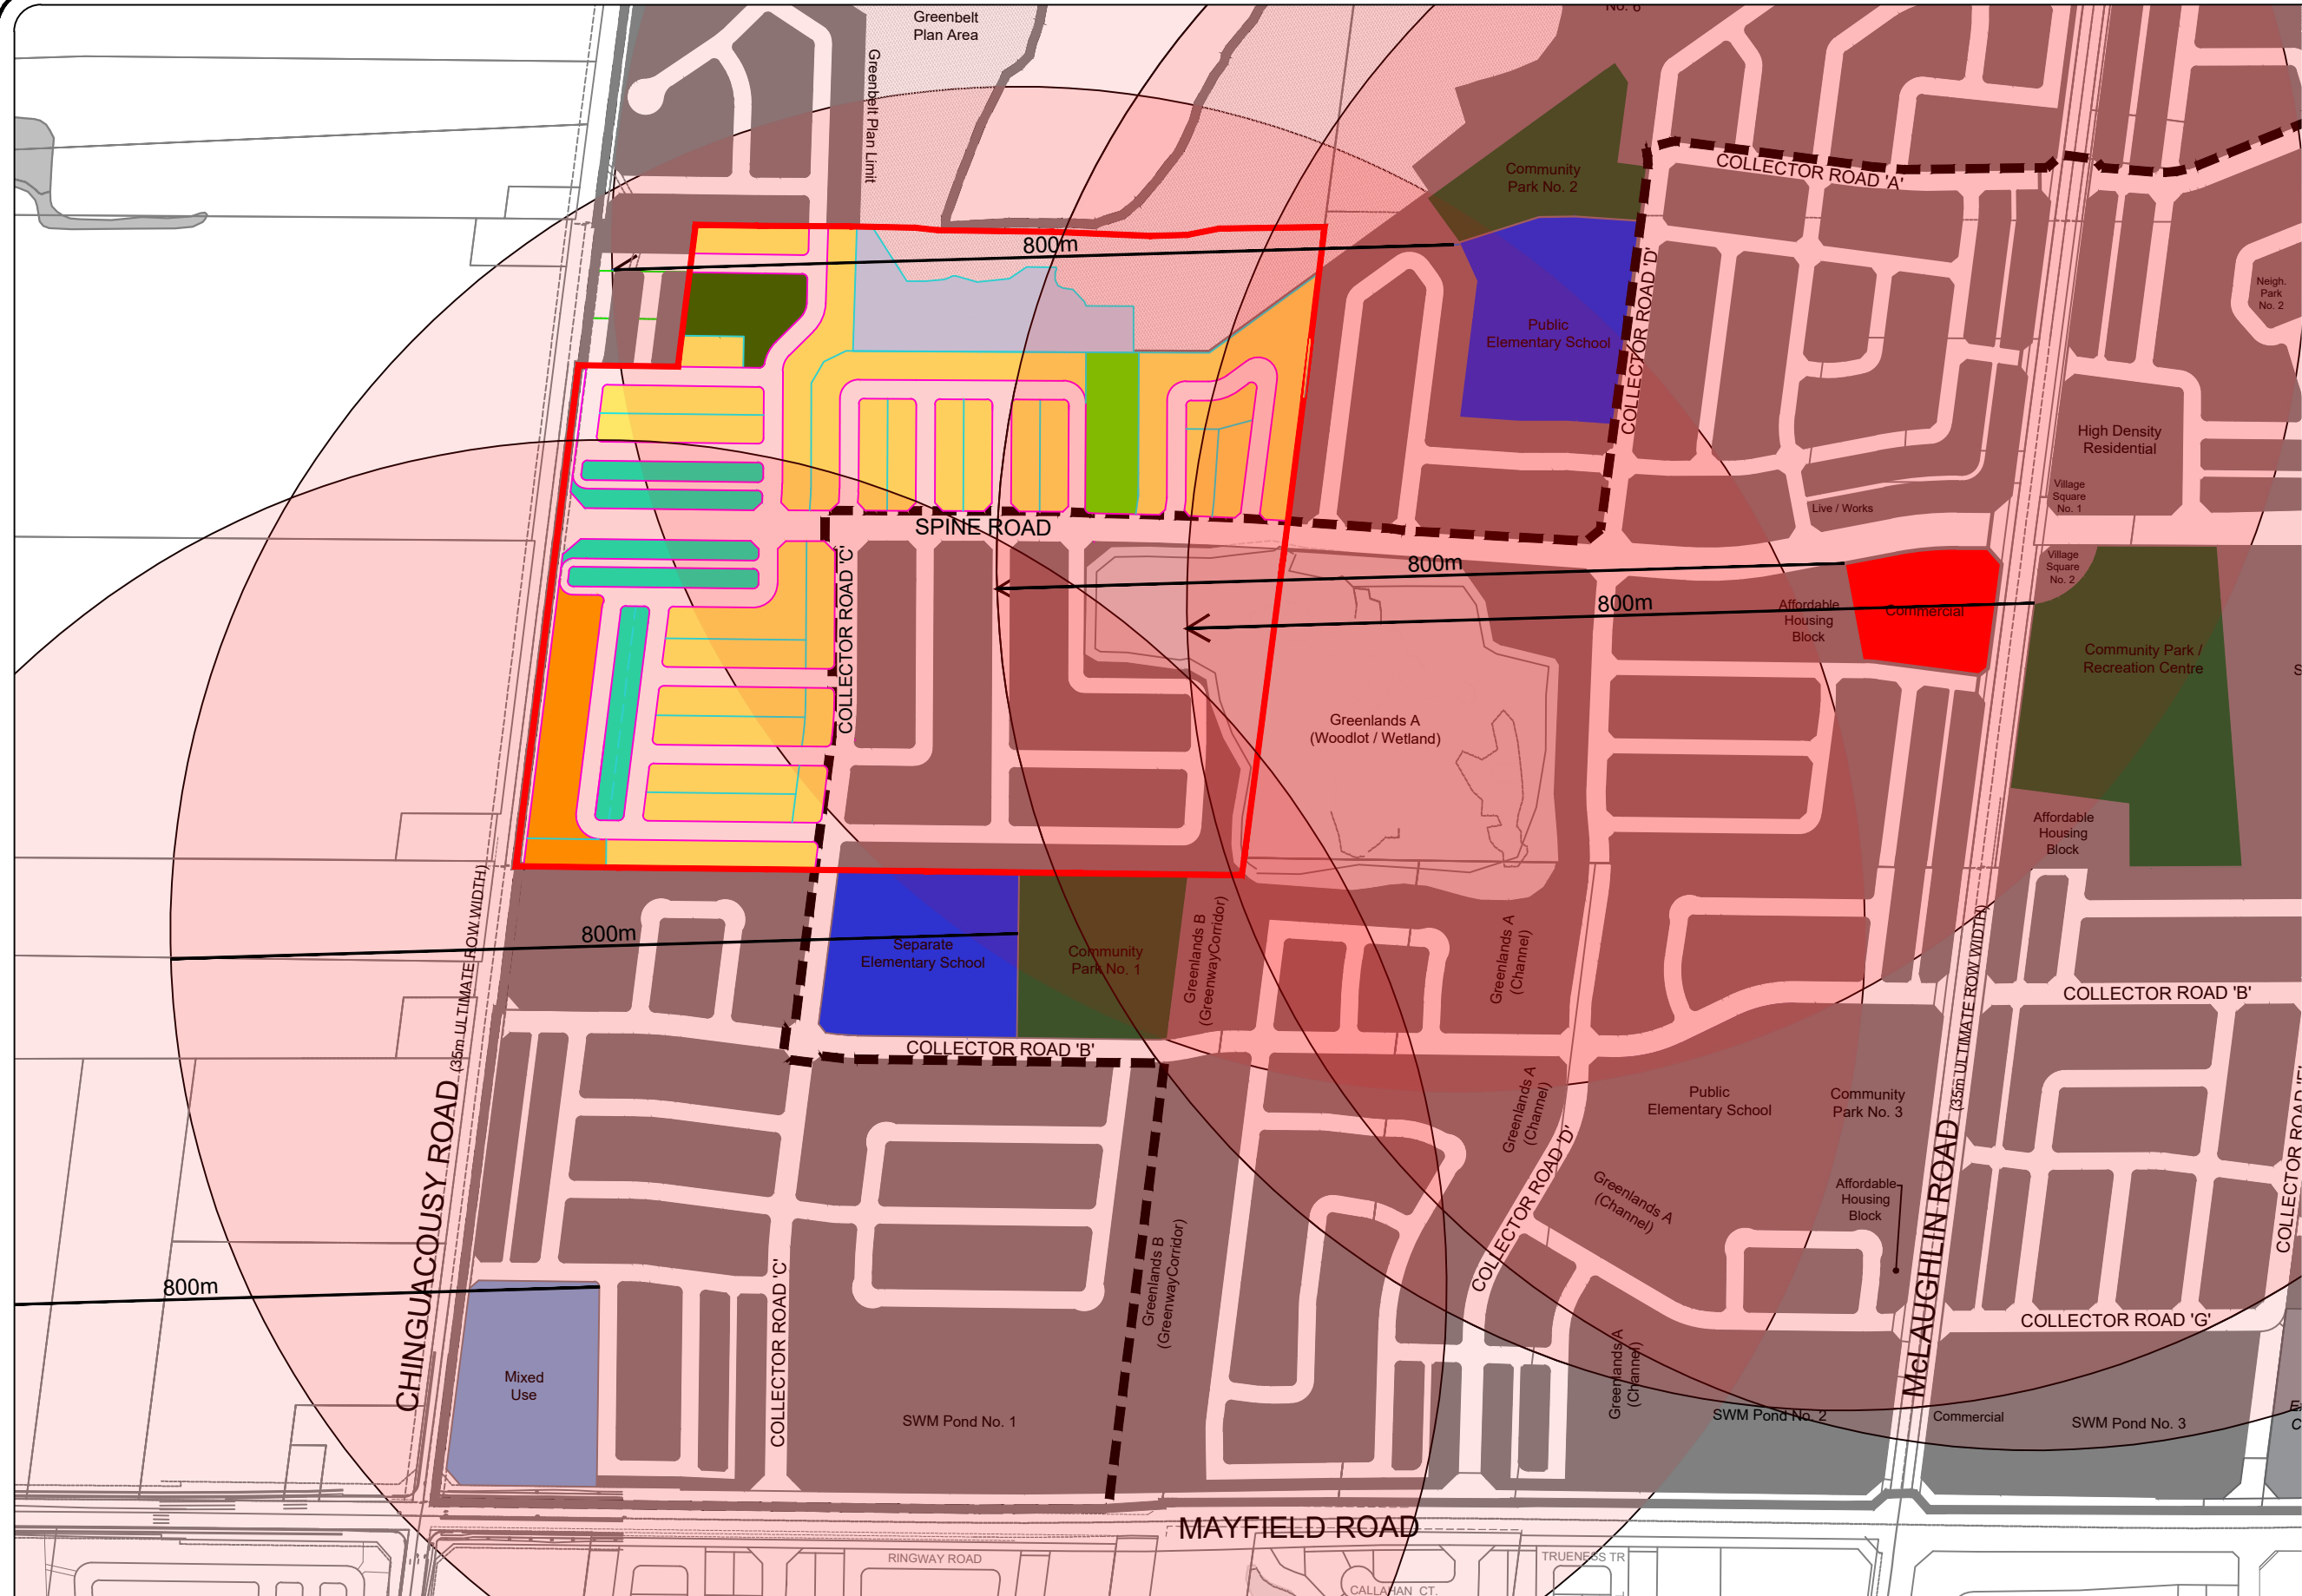 No. 6
Greenbelt
Plan Area
Greenbelt Plan Limit
Community
Park No. 2
COLLECTOR ROAD 'A'
800m
COLLECTOR ROAD 'D'
Neigh.
Park
No. 2
Public
Elementary School
High Density
Residential
Village
Square
No. 1
Live / Works
SPINE ROAD
800m
Village
Square
No. 2
800m
Affordable
Housing
Block
Commercial
COLLECTOR ROAD 'C'
Community Park /
Recreation Centre
S
Greenlands A
(Woodlot / Wetland)
Affordable
Housing
Block
(35m ULTIMATE ROW WIDTH)
800m
Separate
Elementary School
Community
Park No. 1
Greenlands B
(GreenwayCorridor)
Greenlands A
(Channel)
(35m ULTIMATE ROW WIDTH)
COLLECTOR ROAD 'B'
COLLECTOR ROAD 'B'
Greenlands A
(Channel)
Public
Elementary School
Community
Park No. 3
CHINGUACOUSY ROAD
COLLECTOR ROAD 'D'
Greenlands A
(Channel)
Affordable
Housing
Block
McLAUGHLIN ROAD
COLLECTOR ROAD
800m
Greenlands B
(GreenwayCorridor)
COLLECTOR ROAD 'G'
Mixed
Use
COLLECTOR ROAD 'C'
Greenlands A
(Channel)
SWM Pond No. 1
SWM Pond No. 2
Commercial
SWM Pond No. 3
MAYFIELD ROAD
RINGWAY ROAD
TRUENESS TR
CALLAHAN CT.